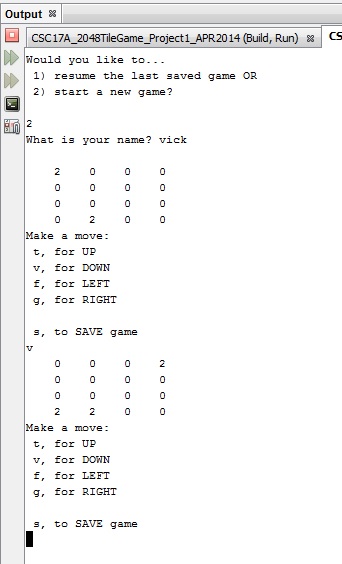 Output
CSC17A_2048TileGame_Project1_APR2014 (Build, Run)
CS
Would you like to...
1) resume the last saved game OR
2) start a new game?
2
What is your name? vick
2 0 0 0
0 0 0 0
0 0 0 0
0 2 0 0
Make a move:
t, for UP
v, for DOWN
f, for LEFT
g, for RIGHT
s, to SAVE game
v
0 0 0 2
0 0 0 0
0 0 0 0
2 2 0 0
Make a move:
t, for UP
v, for DOWN
f, for LEFT
g, for RIGHT
s, to SAVE game